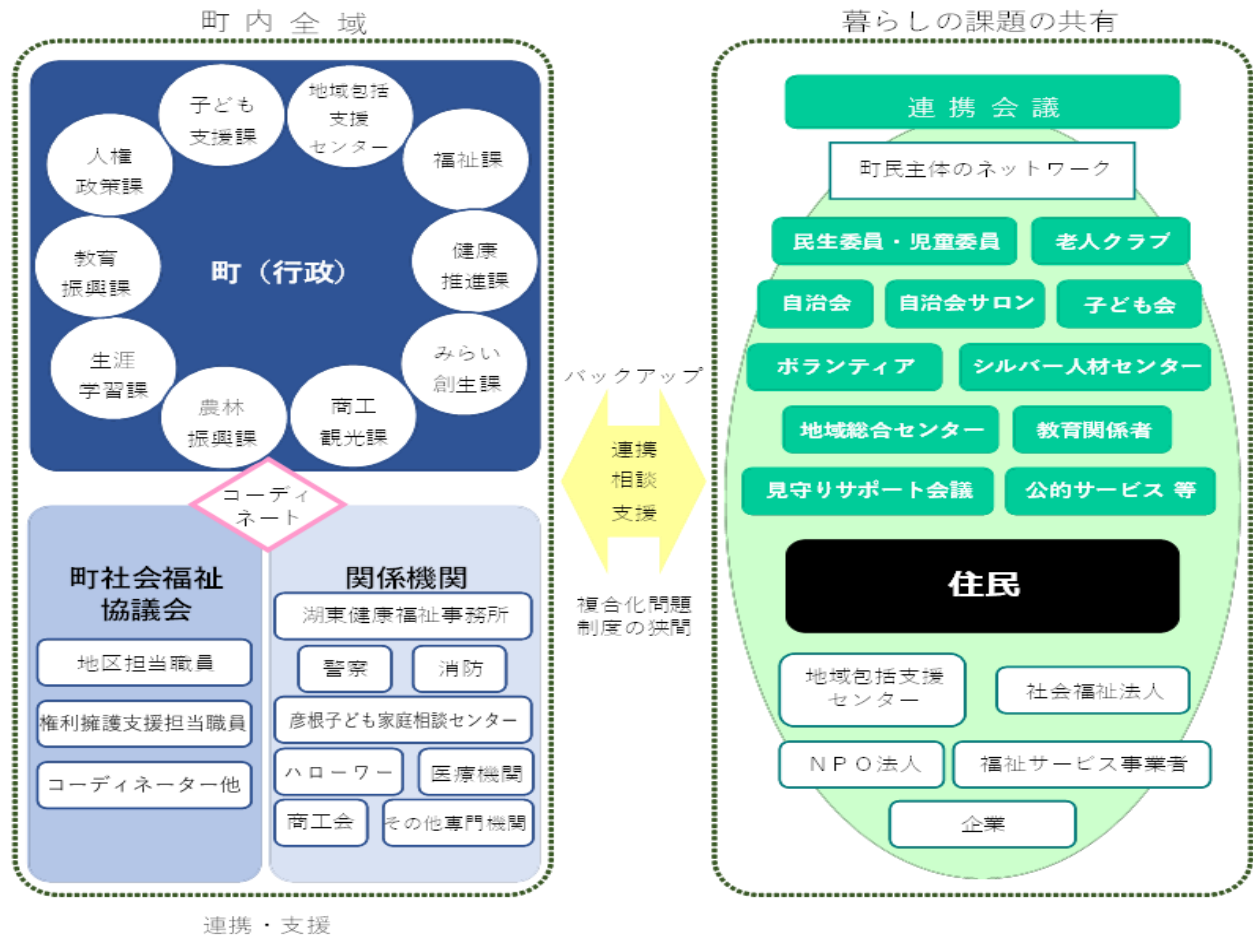 町内全域
子ども
支援課
地域包括
支援
センター
人権
政策課
福祉課
教育
振興課
町（行政）
健康
推進課
生涯
学習課
みらい
創生課
農林
振興課
商工
観光課
コーディ
ネート
町社会福祉
協議会
地区担当職員
権利擁護支援担当職員
コーディネーター他
関係機関
湖東健康福祉事務所
警察
消防
彦根子ども家庭相談センター
ハローワー
医療機関
商工会
その他専門機関
連携・支援
バックアップ
連携
相談
支援
複合化問題
制度の狭間
暮らしの課題の共有
連携会議
町民主体のネットワーク
民生委員・児童委員
老人クラブ
自治会
自治会サロン
子ども会
ボランティア
シルバー人材センター
地域総合センター
教育関係者
見守りサポート会議
公的サービス 等
住民
地域包括支援
センター
社会福祉法人
ＮＰＯ法人
福祉サービス事業者
企業